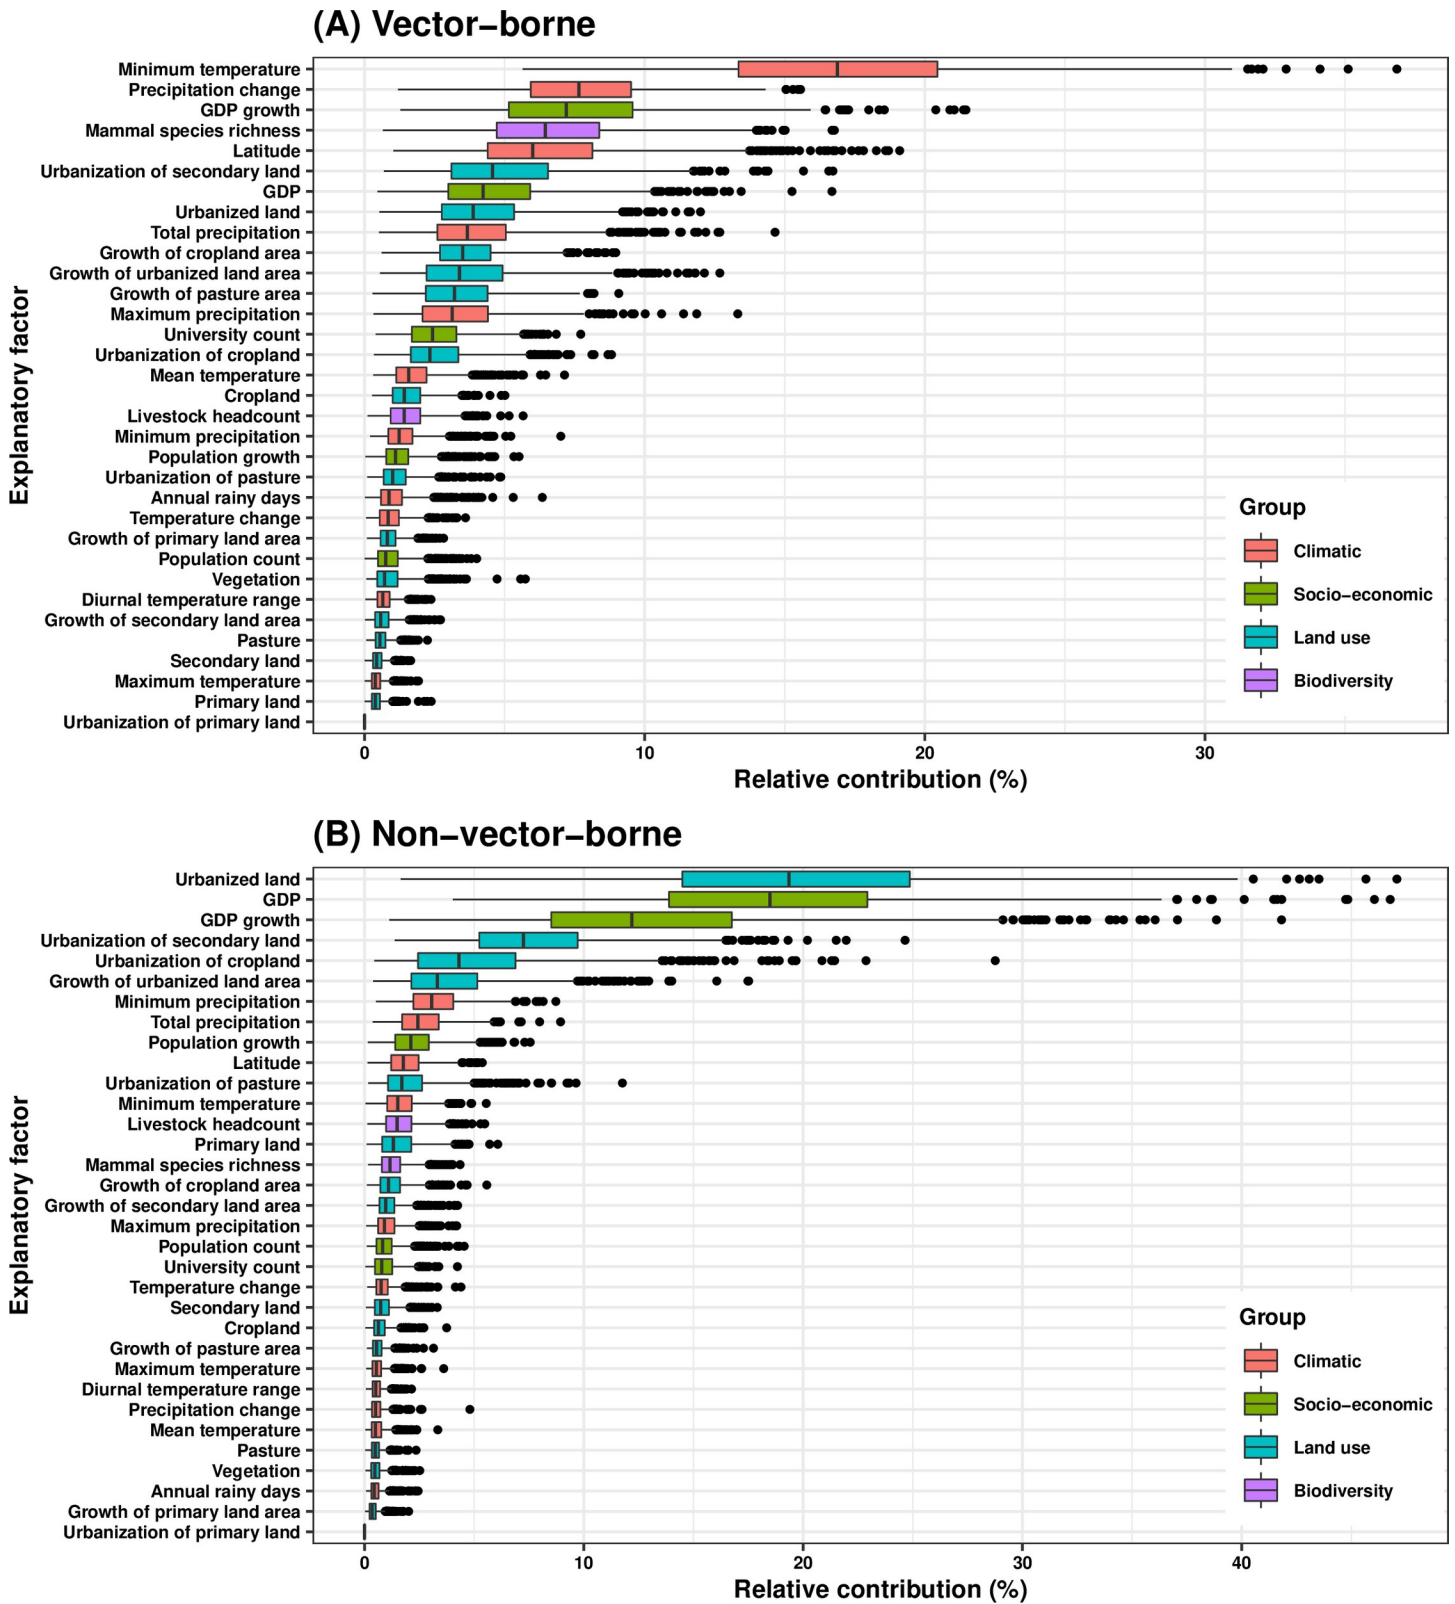 (A) Vector−borne
Explanatory factor
Minimum temperature
Precipitation change
GDP growth
Mammal species richness
Latitude
Urbanization of secondary land
GDP
Urbanized land
Total precipitation
Growth of cropland area
Growth of urbanized land area
Growth of pasture area
Maximum precipitation
University count
Urbanization of cropland
Mean temperature
Cropland
Livestock headcount
Minimum precipitation
Population growth
Urbanization of pasture
Annual rainy days
Temperature change
Growth of primary land area
Population count
Vegetation
Diurnal temperature range
Growth of secondary land area
Pasture
Secondary land
Maximum temperature
Primary land
Urbanization of primary land
Group
Climatic
Socio−economic
Land use
Biodiversity
0 10 20 30
Relative contribution (%)
(B) Non−vector−borne
Explanatory factor
Urbanized land
GDP
GDP growth
Urbanization of secondary land
Urbanization of cropland
Growth of urbanized land area
Minimum precipitation
Total precipitation
Population growth
Latitude
Urbanization of pasture
Minimum temperature
Livestock headcount
Primary land
Mammal species richness
Growth of cropland area
Growth of secondary land area
Maximum precipitation
Population count
University count
Temperature change
Secondary land
Cropland
Growth of pasture area
Maximum temperature
Diurnal temperature range
Precipitation change
Mean temperature
Pasture
Vegetation
Annual rainy days
Growth of primary land area
Urbanization of primary land
Group
Climatic
Socio−economic
Land use
Biodiversity
0 10 20 30 40
Relative contribution (%)